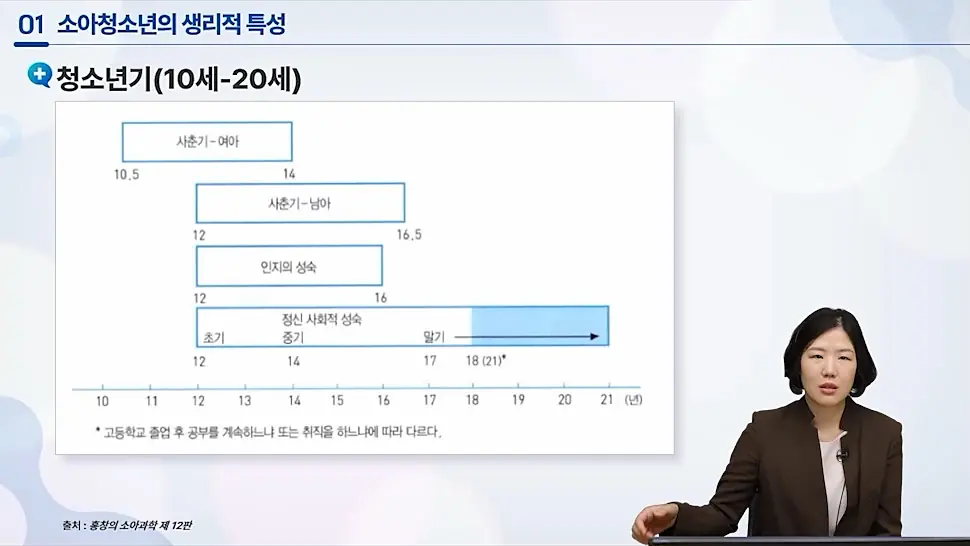 01 소아청소년의 생리적 특성
청소년기(10세-20세)
사춘기-여아
10.5 14
사춘기-남아
12 16.5
인지의 성숙
12 16
정신 사회적 성숙
초기 중기 말기
12 14 17 18 (21)*
10 11 12 13 14 15 16 17 18 19 20 21 (년)
* 고등학교 졸업 후 공부를 계속하느냐 또는 취직을 하느냐에 따라 다르다.
출처 : 홍창의 소아과학 제 12판